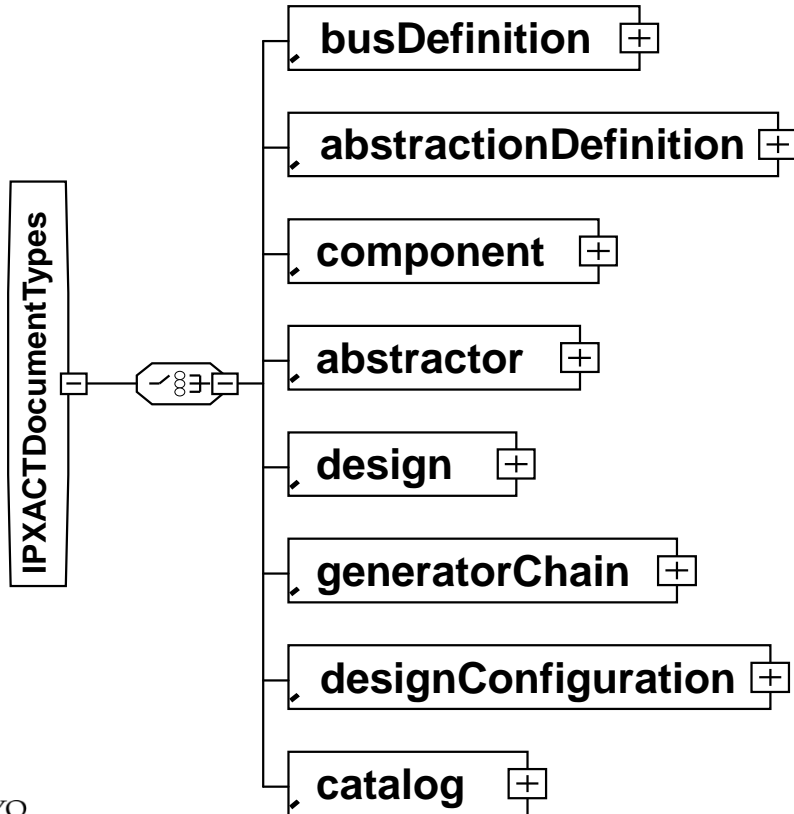 busDefinition
abstractionDefinition
component
abstractor
IPXACTDocumentTypes
design
generatorChain
designConfiguration
catalog